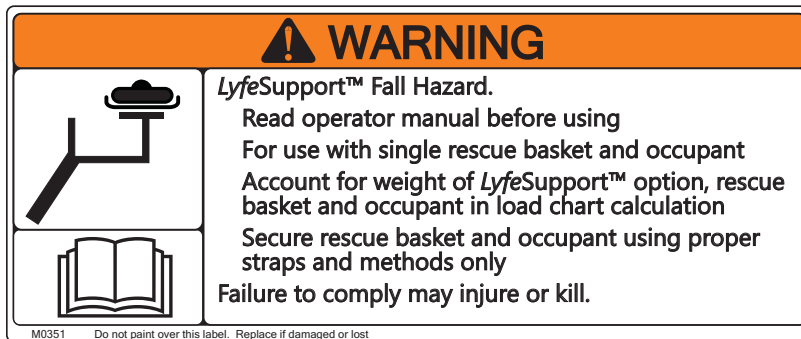 WARNING
LyfeSupport™ Fall Hazard.
Read operator manual before using
For use with single rescue basket and occupant
Account for weight of LyfeSupport™ option, rescue
basket and occupant in load chart calculation
Secure rescue basket and occupant using proper
straps and methods only
Failure to comply may injure or kill.
M0351 Do not paint over this label. Replace if damaged or lost